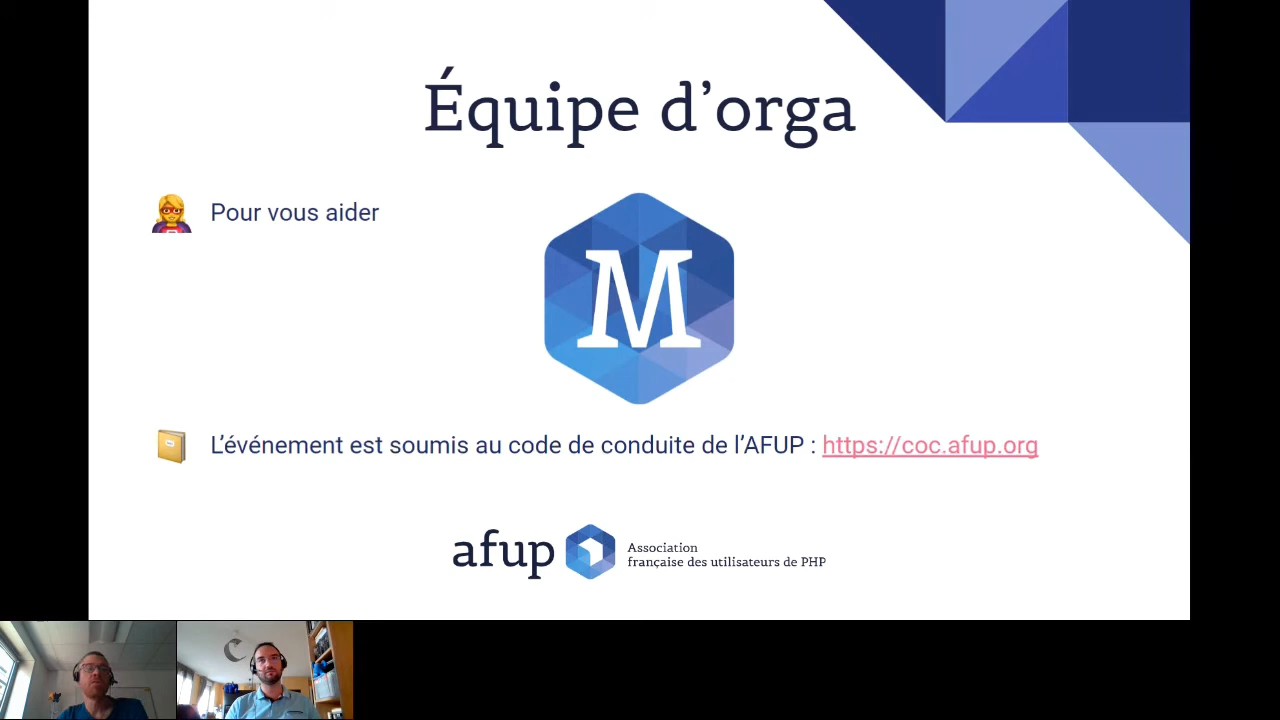 Équipe d’orga
Pour vous aider
M
L’événement est soumis au code de conduite de l’AFUP : https://coc.afup.org
afup
Association
française des utilisateurs de PHP